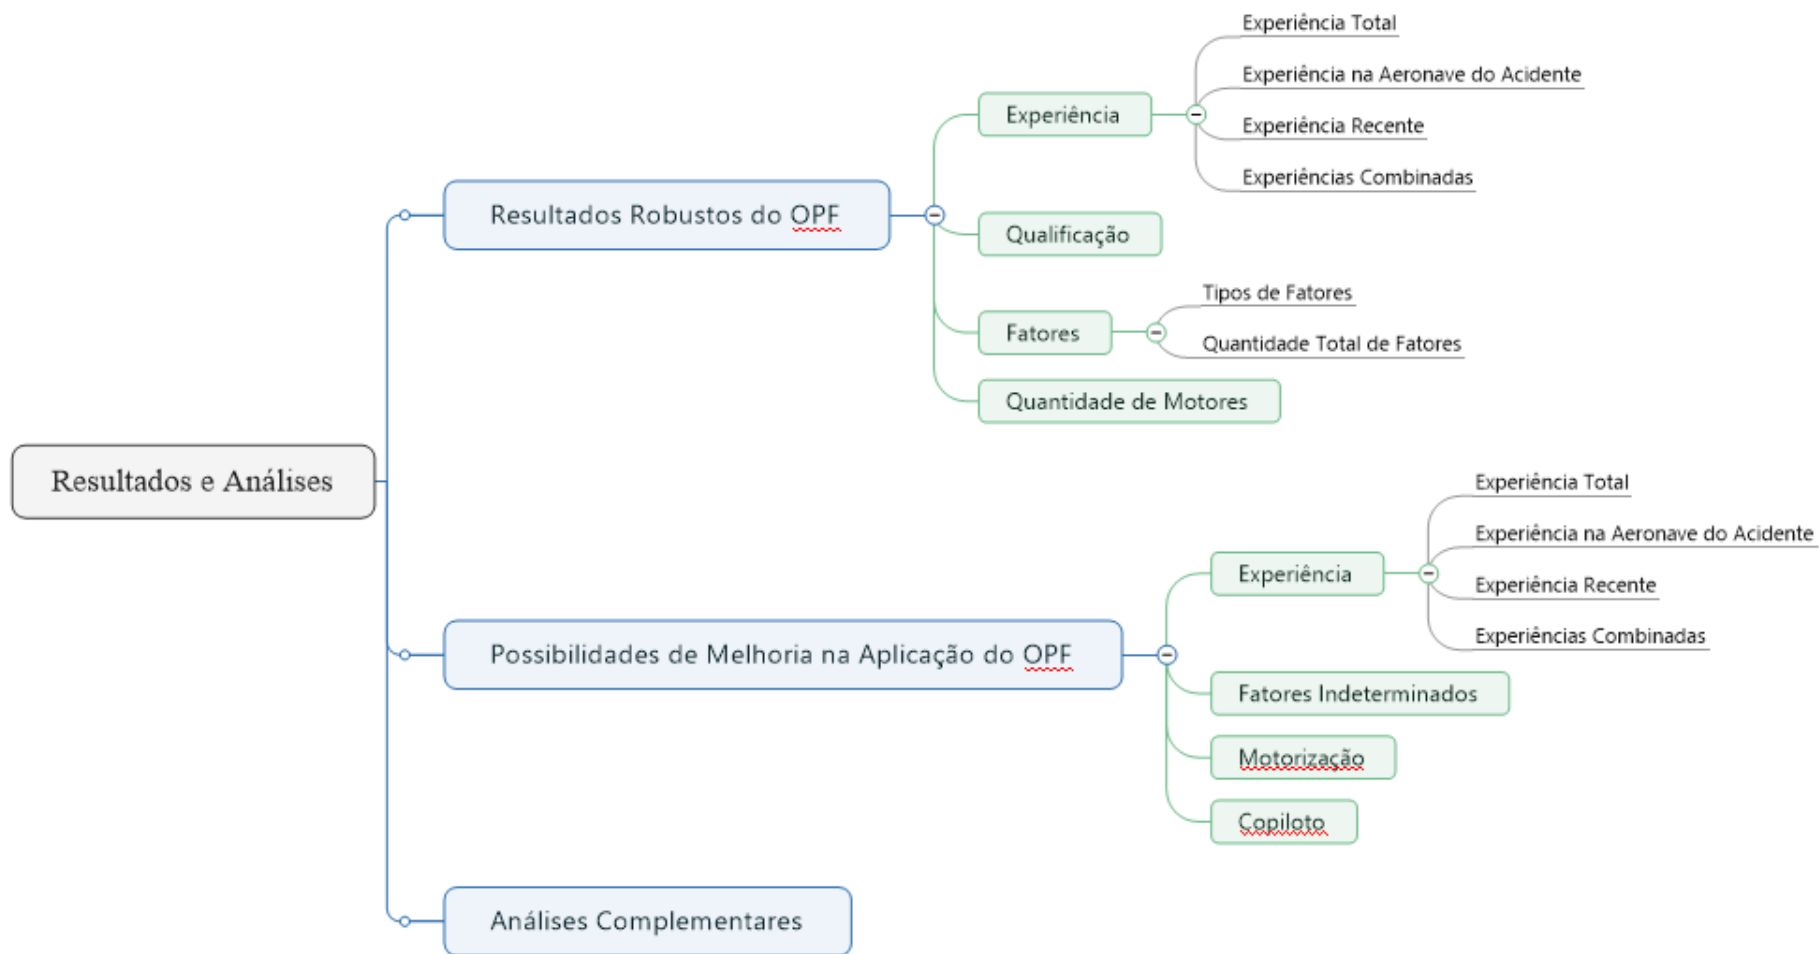 Resultados e Análises
Resultados Robustos do OPF
Experiência
Experiência Total
Experiência na Aeronave do Acidente
Experiência Recente
Experiências Combinadas
Qualificação
Fatores
Tipos de Fatores
Quantidade Total de Fatores
Quantidade de Motores
Possibilidades de Melhoria na Aplicação do OPF
Experiência
Experiência Total
Experiência na Aeronave do Acidente
Experiência Recente
Experiências Combinadas
Fatores Indeterminados
Motorização
Copiloto
Análises Complementares